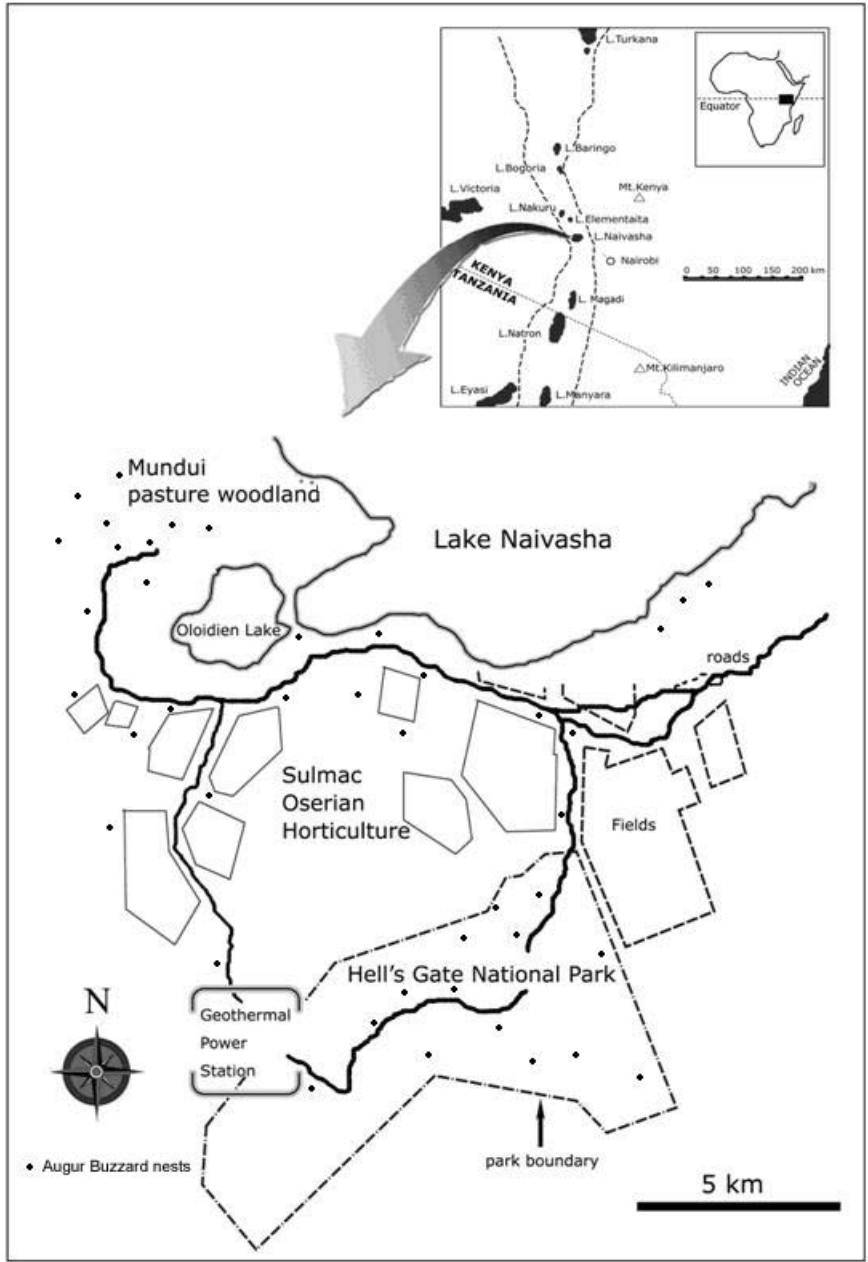 L.Turkana
Equator
L.Baringo
L.Bogoria
L.Victoria
Mt.Kenya
L.Nakuru
L.Elementaita
L.Naivasha
Nairobi
KENYA
TANZANIA
0 50 100 150 200 km
L. Magadi
L.Natron
Mt.Kilimanjaro
INDIAN
OCEAN
L.Eyasi
L.Manyara
Mundui
pasture woodland
Lake Naivasha
Oloidien Lake
roads
Sulmac
Oserian
Horticulture
Fields
Hell's Gate National Park
N
Geothermal
Power
Station
park boundary
Augur Buzzard nests
5 km